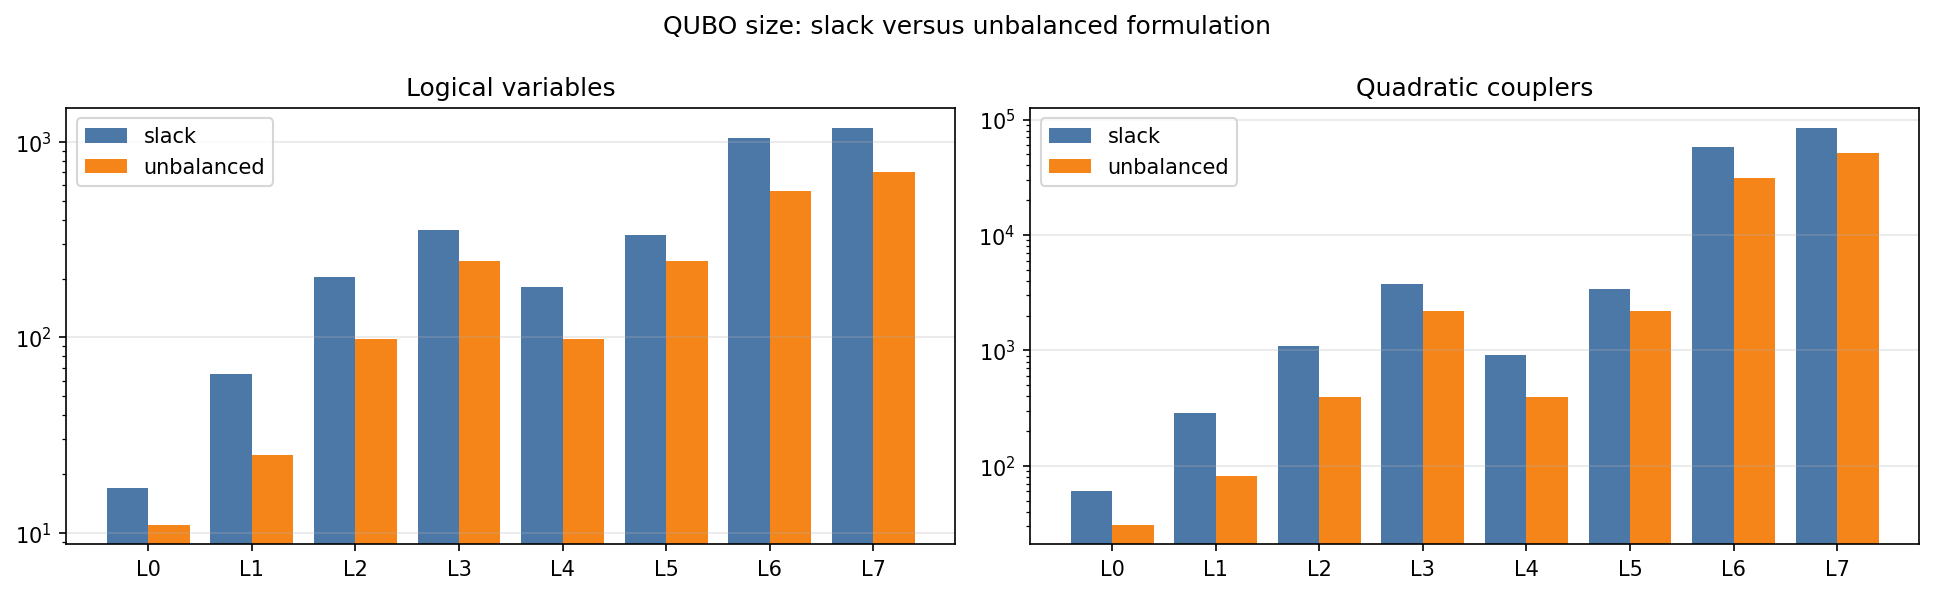 QUBO size: slack versus unbalanced formulation
Logical variables
slack
unbalanced
10³
10²
10¹
L0 L1 L2 L3 L4 L5 L6 L7
Quadratic couplers
slack
unbalanced
10⁵
10⁴
10³
10²
L0 L1 L2 L3 L4 L5 L6 L7